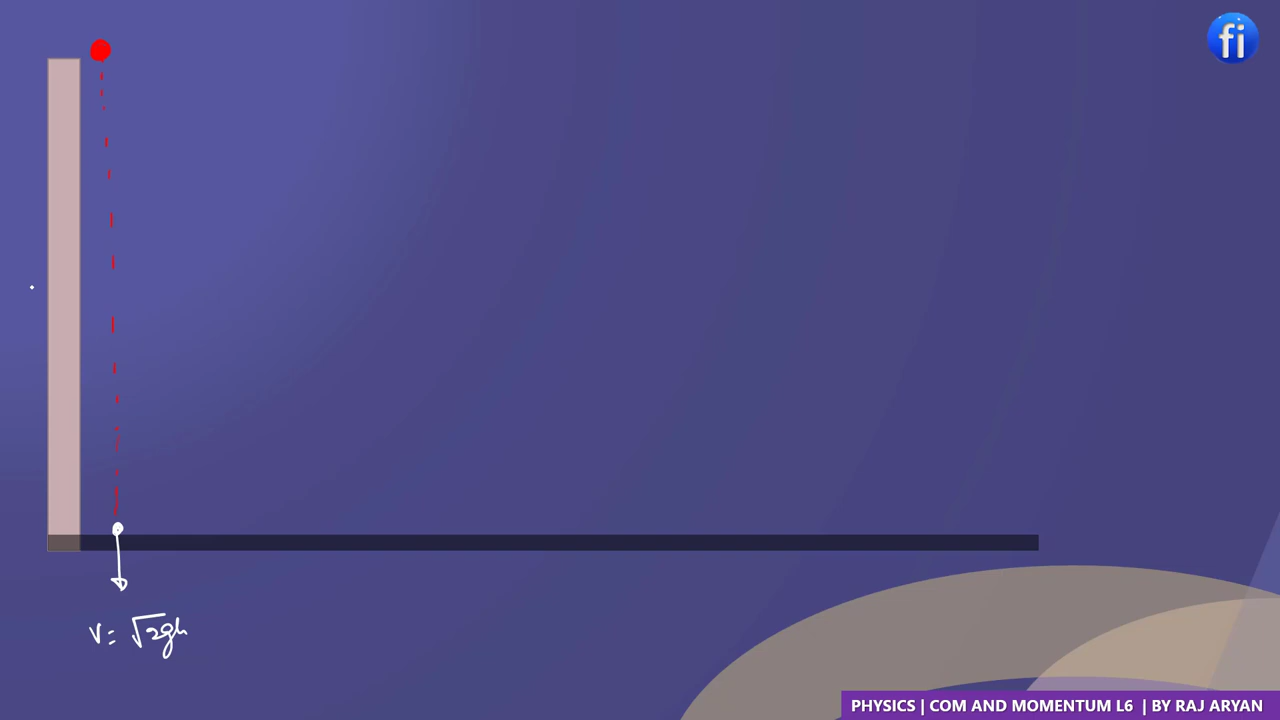 fi
v = √2gh
PHYSICS | COM AND MOMENTUM L6 | BY RAJ ARYAN